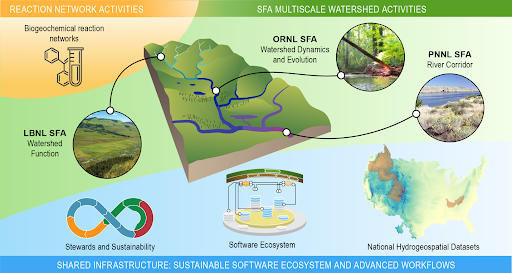 REACTION NETWORK ACTIVITIES
SFA MULTISCALE WATERSHED ACTIVITIES
Biogeochemical reaction
networks
ORNL SFA
Watershed Dynamics
and Evolution
PNNL SFA
River Corridor
LBNL SFA
Watershed
Function
Stewards and Sustainability
Software Ecosystem
National Hydrogeospatial Datasets
SHARED INFRASTRUCTURE: SUSTAINABLE SOFTWARE ECOSYSTEM AND ADVANCED WORKFLOWS